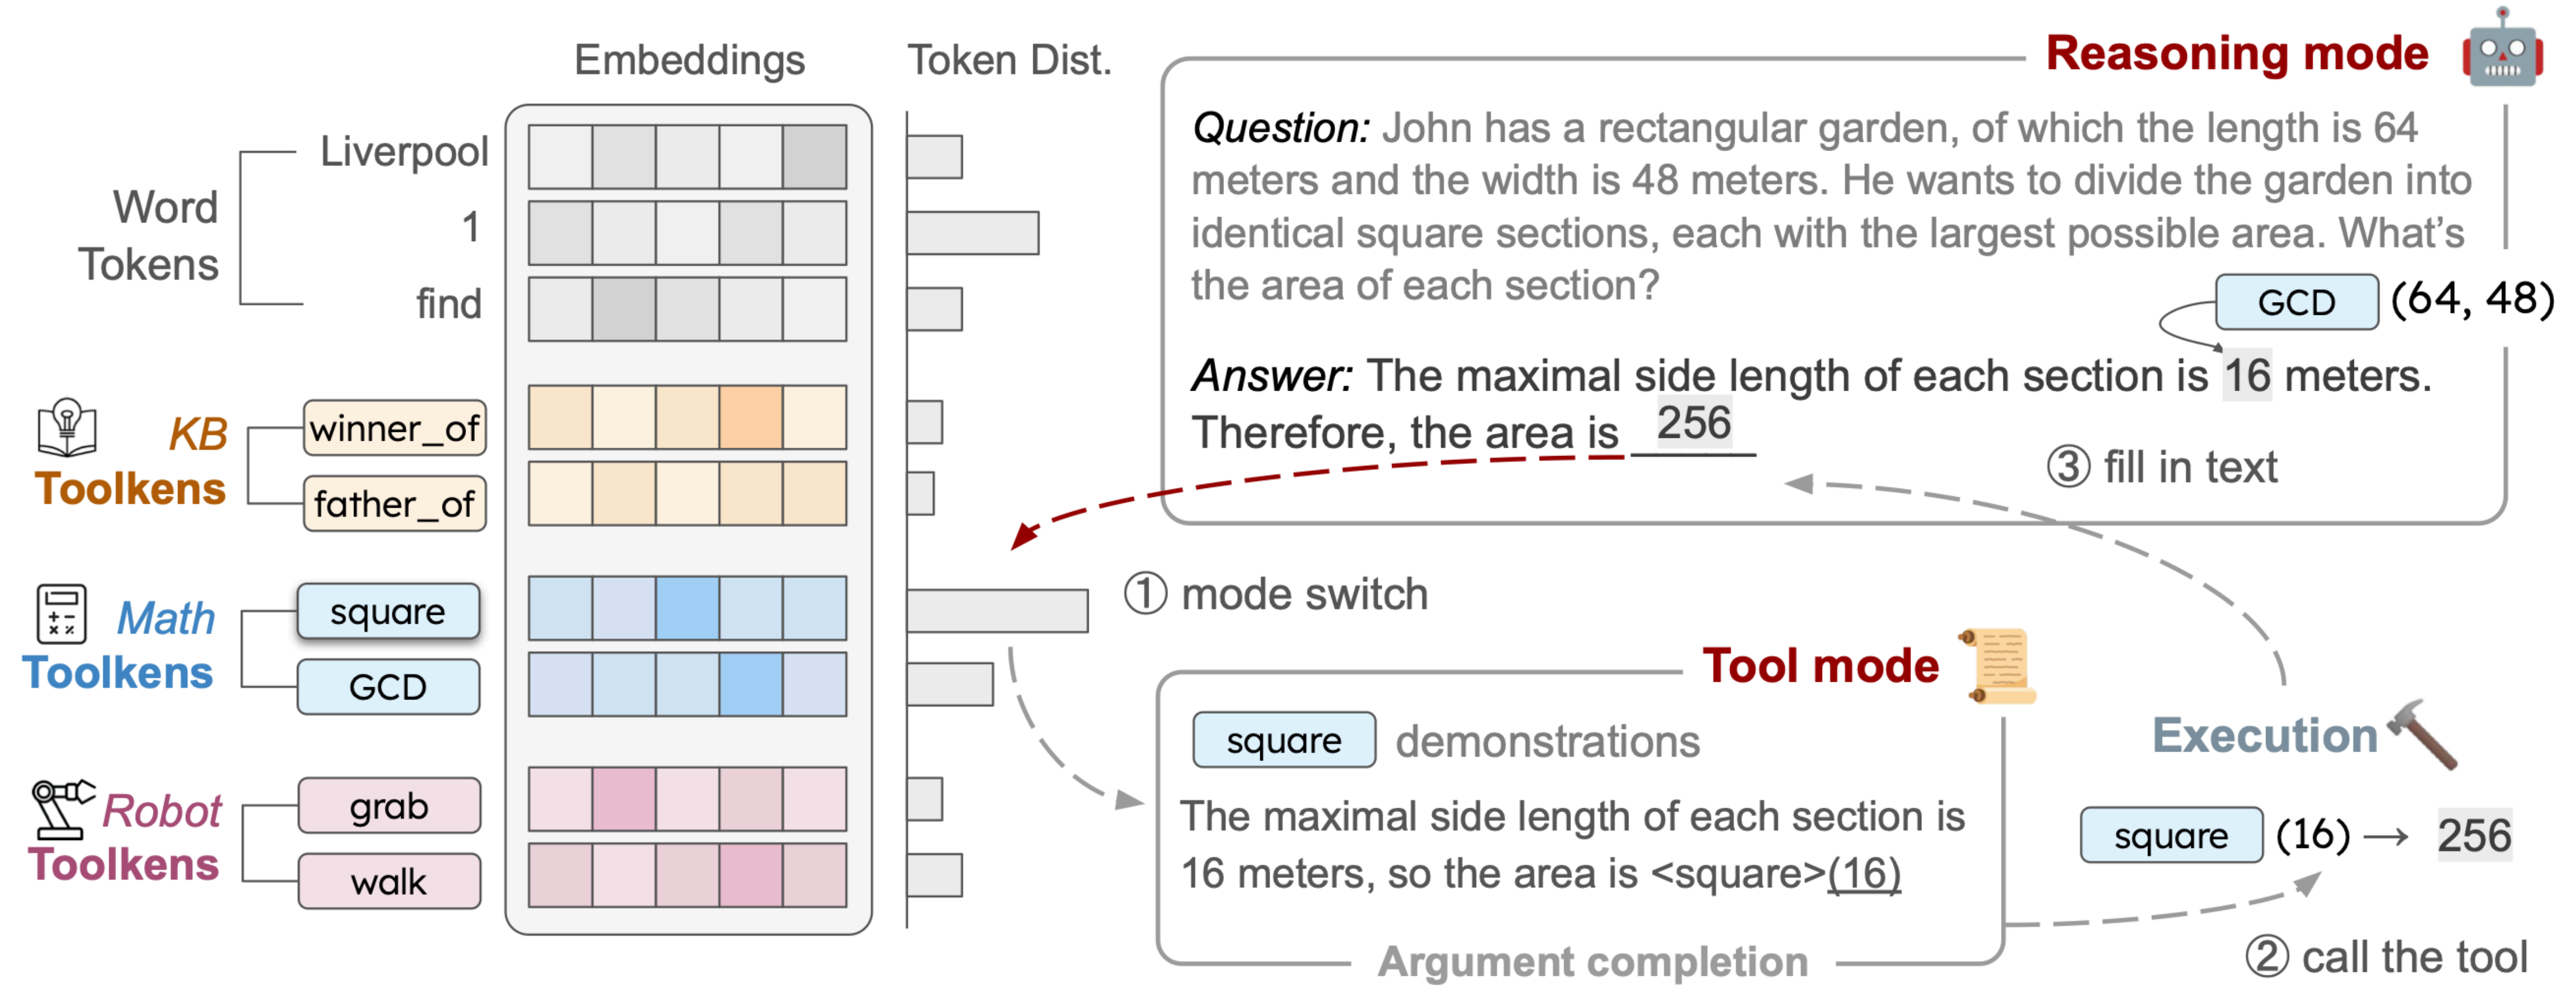 Embeddings
Token Dist.
Word
Tokens
Liverpool
1
find
KB
Toolkens
winner_of
father_of
Math
Toolkens
square
GCD
Robot
Toolkens
grab
walk
Reasoning mode
Question: John has a rectangular garden, of which the length is 64
meters and the width is 48 meters. He wants to divide the garden into
identical square sections, each with the largest possible area. What’s
the area of each section?
GCD (64, 48)
Answer: The maximal side length of each section is 16 meters.
Therefore, the area is 256
③ fill in text
① mode switch
Tool mode
square demonstrations
The maximal side length of each section is
16 meters, so the area is <square>(16)
Argument completion
Execution
square (16) → 256
② call the tool